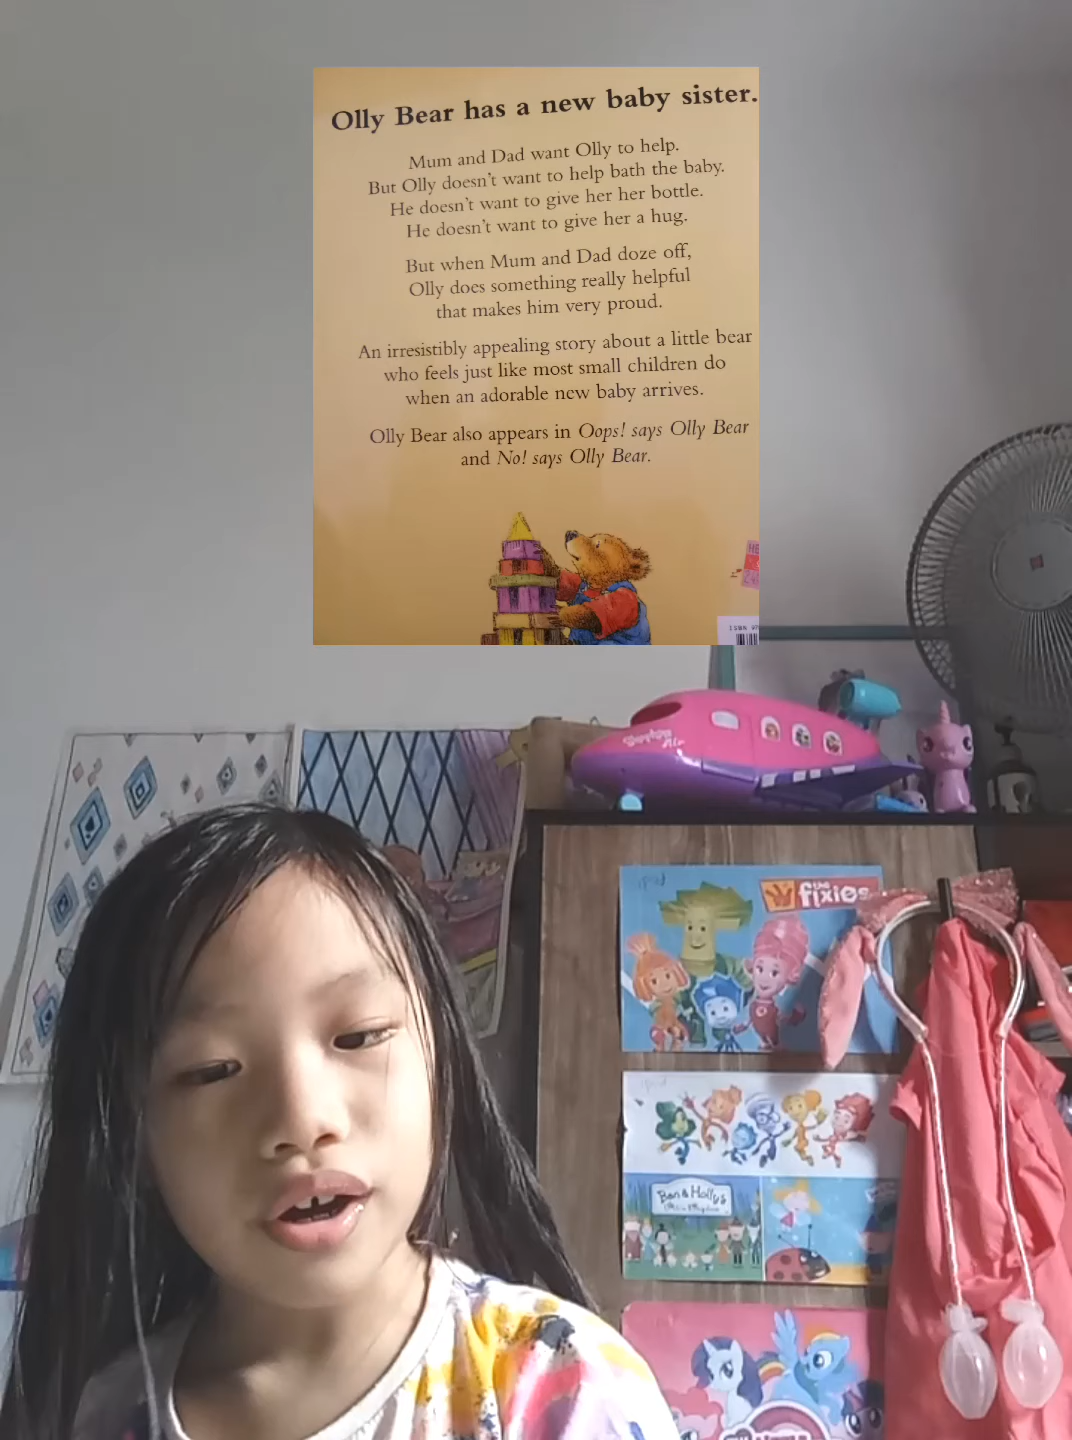 Olly Bear has a new baby sister.
Mum and Dad want Olly to help.
But Olly doesn't want to help bath the baby.
He doesn't want to give her her bottle.
He doesn't want to give her a hug.
But when Mum and Dad doze off,
Olly does something really helpful
that makes him very proud.
An irresistibly appealing story about a little bear
who feels just like most small children do
when an adorable new baby arrives.
Olly Bear also appears in Oops! says Olly Bear
and No! says Olly Bear.
ISBN
Air
the
fixies
Ben & Holly's